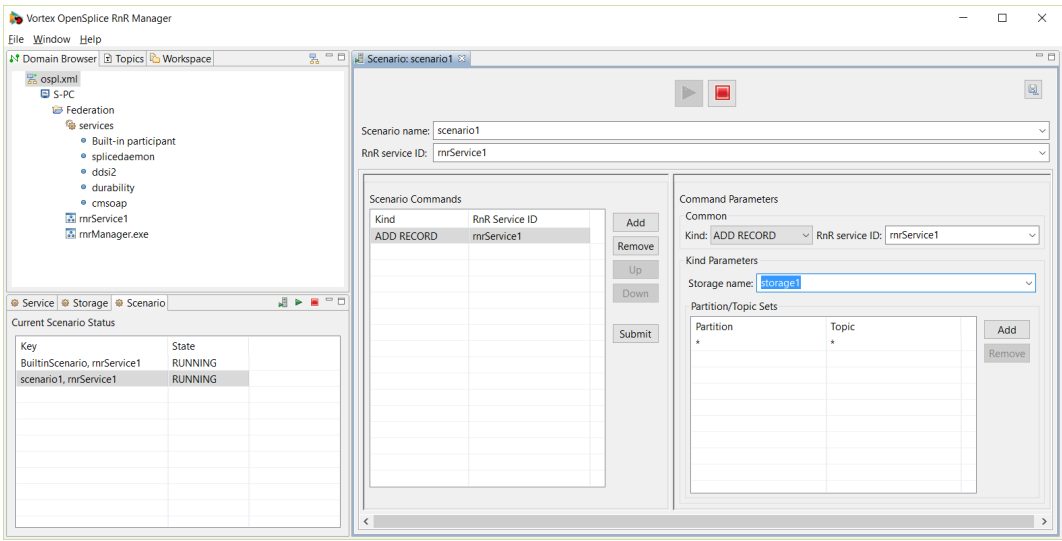 Vortex OpenSplice RnR Manager
File Window Help
Domain Browser Topics Workspace
ospl.xml
S-PC
Federation
services
Built-in participant
splicedaemon
ddsi2
durability
cmsoap
rnrService1
rnrManager.exe
Service Storage Scenario
Current Scenario Status
Key State
BuiltinScenario, rnrService1 RUNNING
scenario1, rnrService1 RUNNING
Scenario: scenario1
Scenario name: scenario1
RnR service ID: rnrService1
Scenario Commands
Kind RnR Service ID
ADD RECORD rnrService1
Add
Remove
Up
Down
Submit
Command Parameters
Common
Kind: ADD RECORD RnR service ID: rnrService1
Kind Parameters
Storage name: storage1
Partition/Topic Sets
Partition Topic
* *
Add
Remove